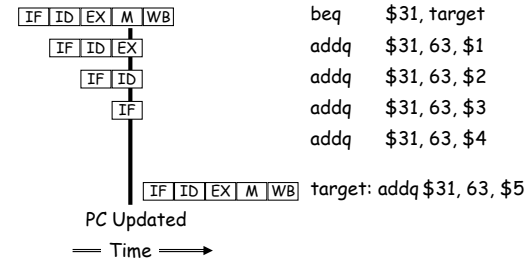 IF ID EX M WB beq $31, target
IF ID EX addq $31, 63, $1
IF ID addq $31, 63, $2
IF addq $31, 63, $3
addq $31, 63, $4
IF ID EX M WB target: addq $31, 63, $5
PC Updated
Time